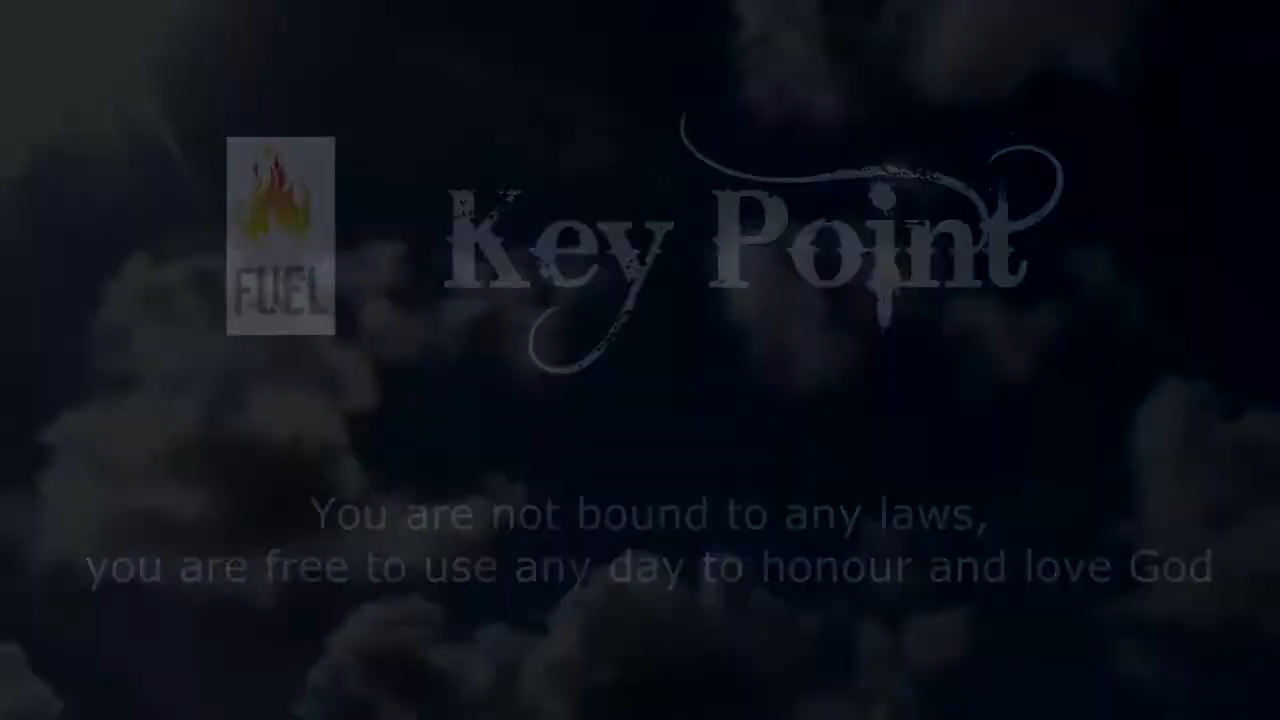 FUEL
Key Point
You are not bound to any laws,
you are free to use any day to honour and love God